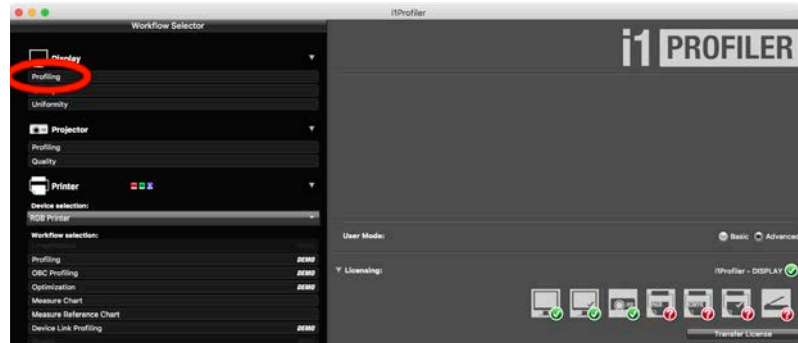 i1Profiler
Workflow Selector
Display
Profiling
Uniformity
Projector
Profiling
Quality
Printer
Device selection:
RGB Printer
Workflow selection:
Profiling DEMO
OBC Profiling DEMO
Optimization DEMO
Measure Chart
Measure Reference Chart
Device Link Profiling DEMO
i1 PROFILER
User Mode: Basic Advanced
Licensing: i1Profiler - DISPLAY
Transfer License